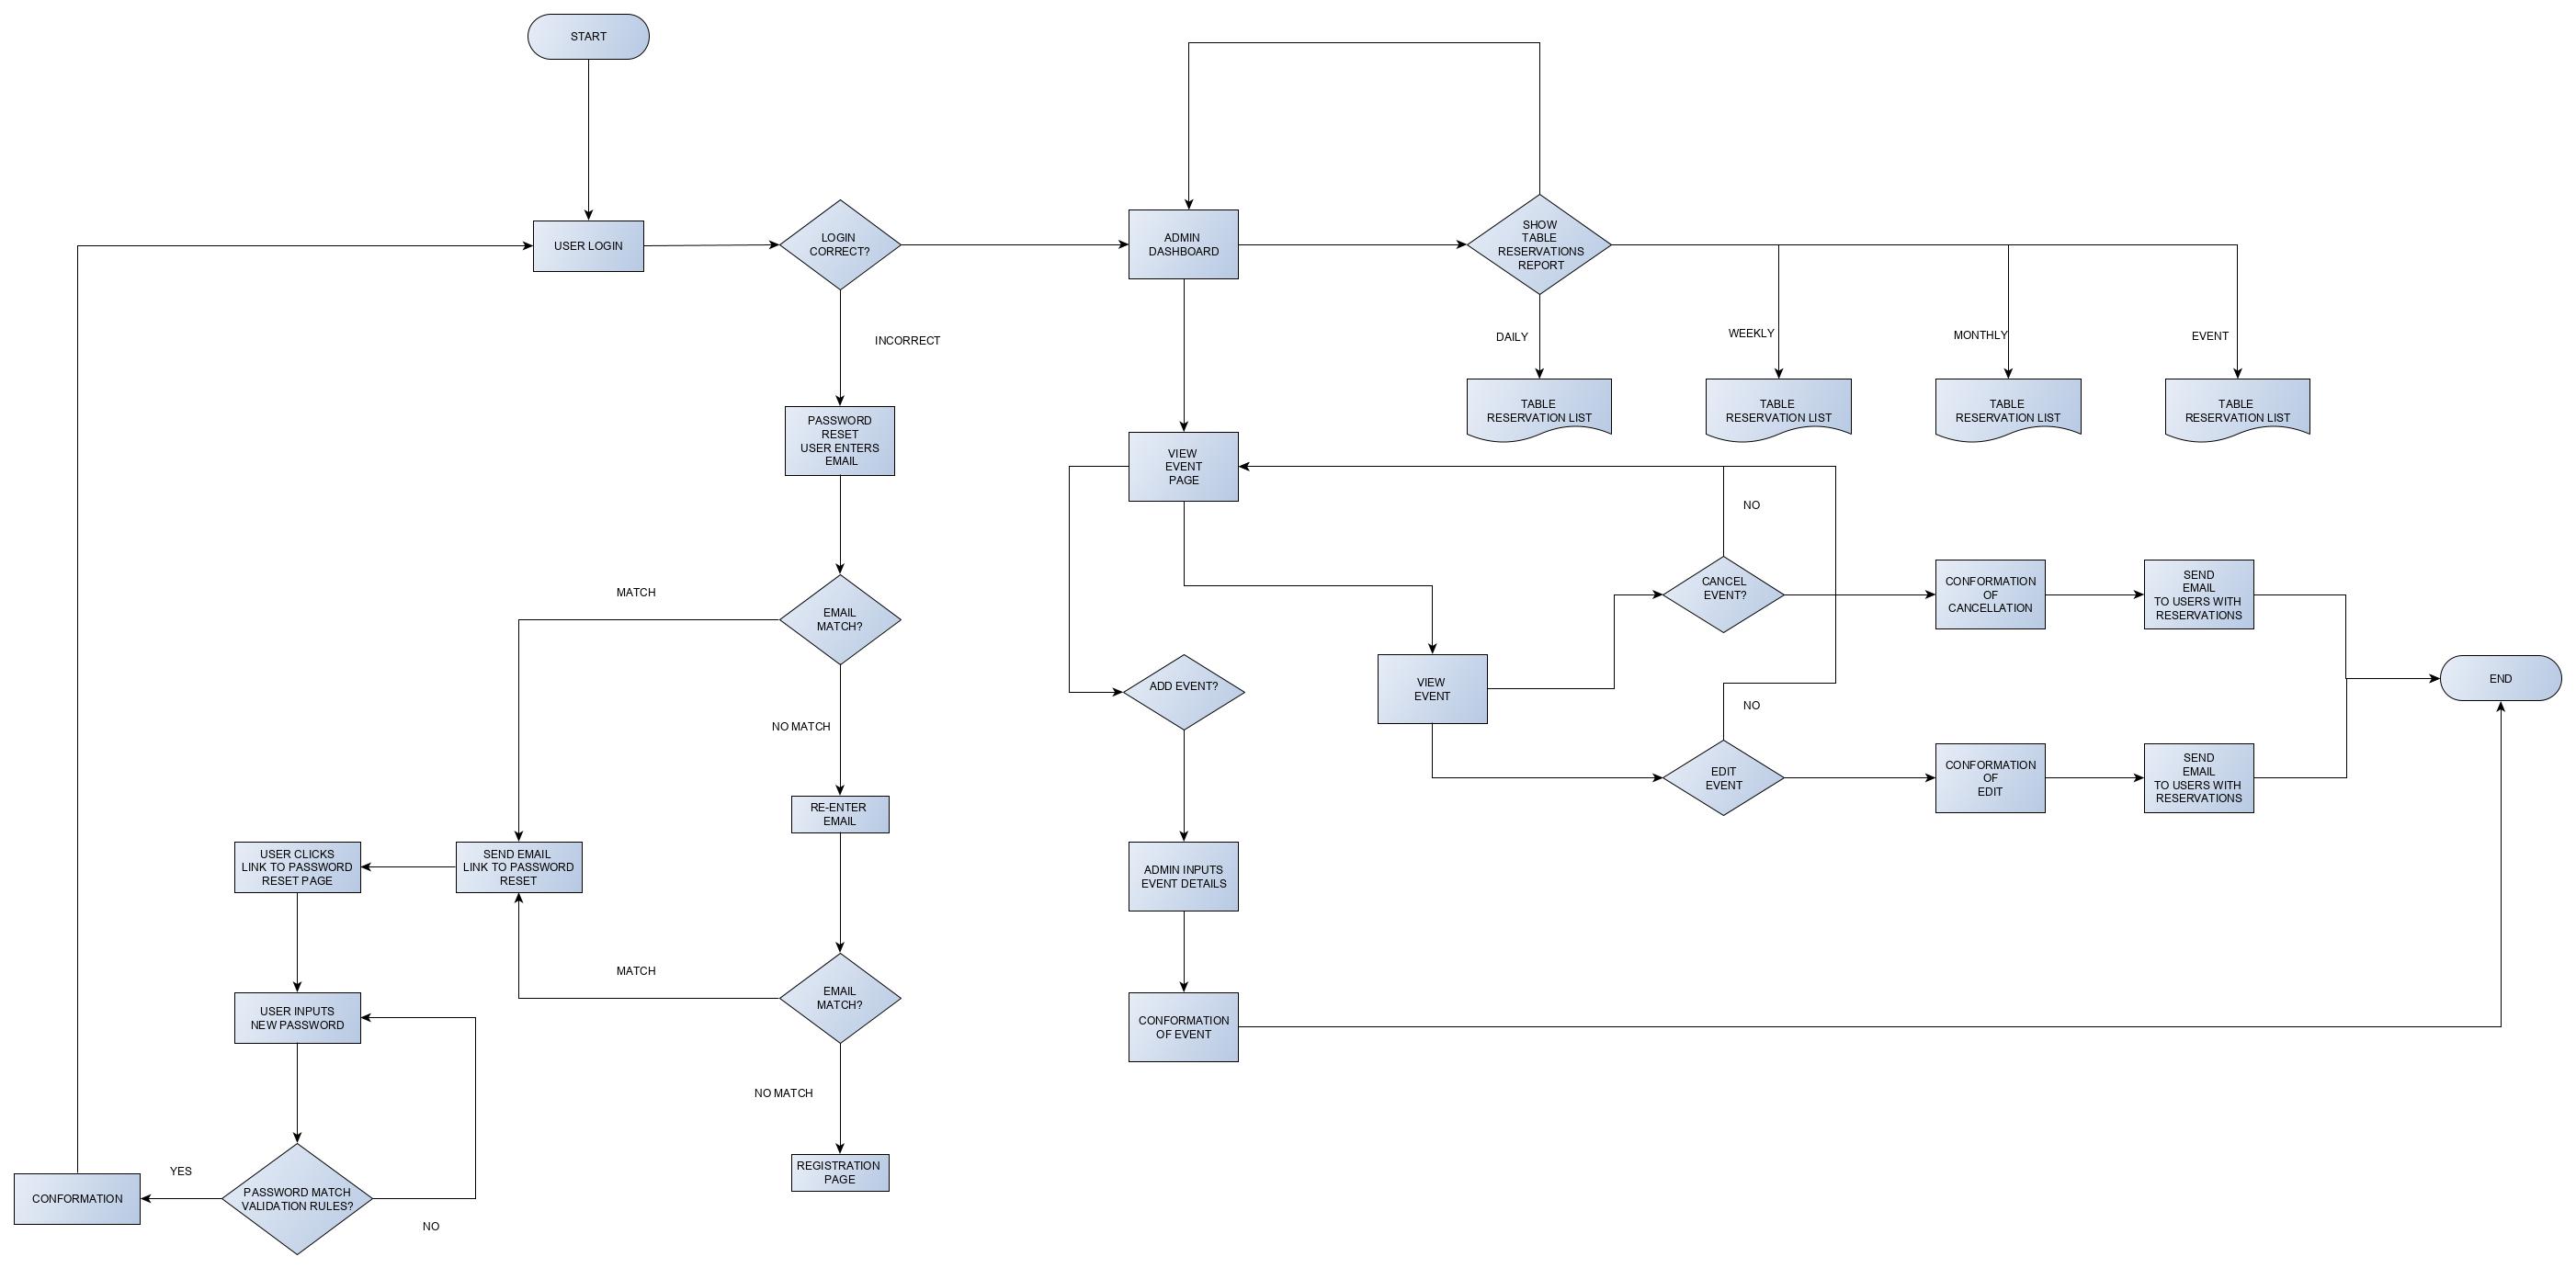 START
USER LOGIN
LOGIN
CORRECT?
ADMIN
DASHBOARD
SHOW
TABLE
RESERVATIONS
REPORT
INCORRECT
DAILY
WEEKLY
MONTHLY
EVENT
TABLE
RESERVATION LIST
TABLE
RESERVATION LIST
TABLE
RESERVATION LIST
TABLE
RESERVATION LIST
PASSWORD
RESET
USER ENTERS
EMAIL
VIEW
EVENT
PAGE
NO
MATCH
EMAIL
MATCH?
CANCEL
EVENT?
CONFORMATION
OF
CANCELLATION
SEND
EMAIL
TO USERS WITH
RESERVATIONS
ADD EVENT?
VIEW
EVENT
END
NO
NO MATCH
EDIT
EVENT
CONFORMATION
OF
EDIT
SEND
EMAIL
TO USERS WITH
RESERVATIONS
RE-ENTER
EMAIL
USER CLICKS
LINK TO PASSWORD
RESET PAGE
SEND EMAIL
LINK TO PASSWORD
RESET
ADMIN INPUTS
EVENT DETAILS
MATCH
EMAIL
MATCH?
USER INPUTS
NEW PASSWORD
CONFORMATION
OF EVENT
NO MATCH
REGISTRATION
PAGE
YES
CONFORMATION
PASSWORD MATCH
VALIDATION RULES?
NO